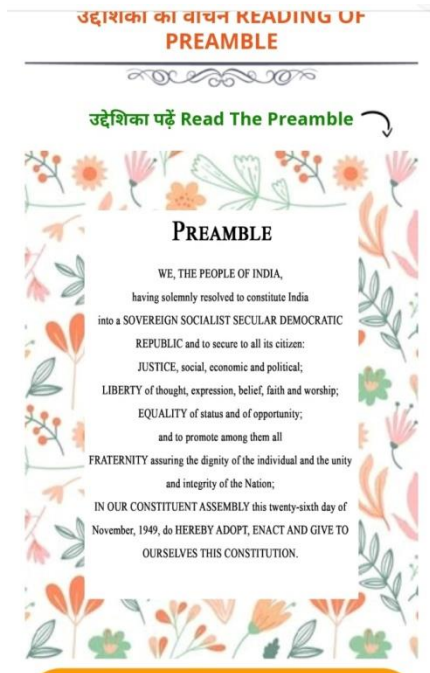 उद्देशिका का वाचन READING OF
PREAMBLE
उद्देशिका पढ़ें Read The Preamble
PREAMBLE
WE, THE PEOPLE OF INDIA,
having solemnly resolved to constitute India
into a SOVEREIGN SOCIALIST SECULAR DEMOCRATIC
REPUBLIC and to secure to all its citizen:
JUSTICE, social, economic and political;
LIBERTY of thought, expression, belief, faith and worship;
EQUALITY of status and of opportunity;
and to promote among them all
FRATERNITY assuring the dignity of the individual and the unity
and integrity of the Nation;
IN OUR CONSTITUENT ASSEMBLY this twenty-sixth day of
November, 1949, do HEREBY ADOPT, ENACT AND GIVE TO
OURSELVES THIS CONSTITUTION.